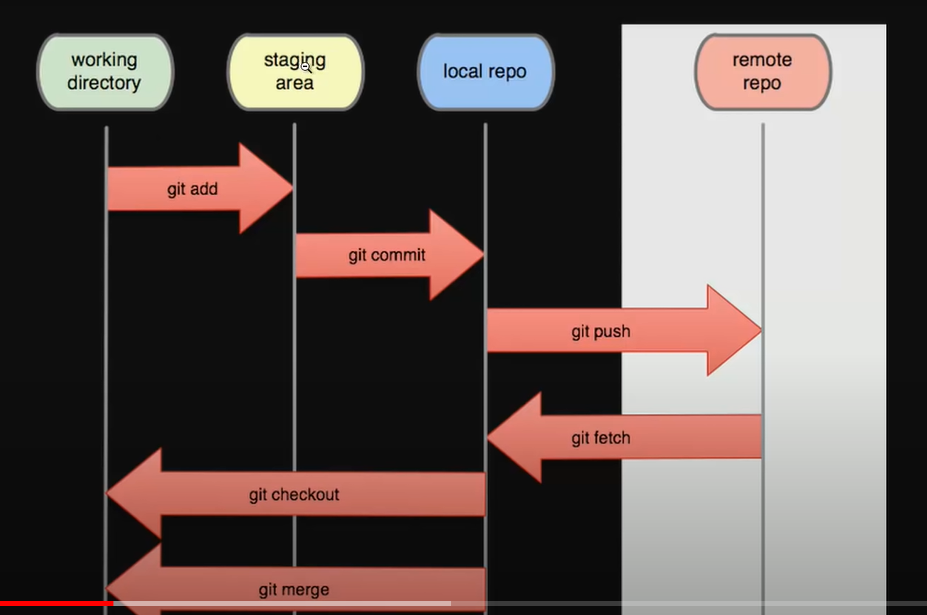 working
directory
staging
area
local repo
remote
repo
git add
git commit
git push
git fetch
git checkout
git merge